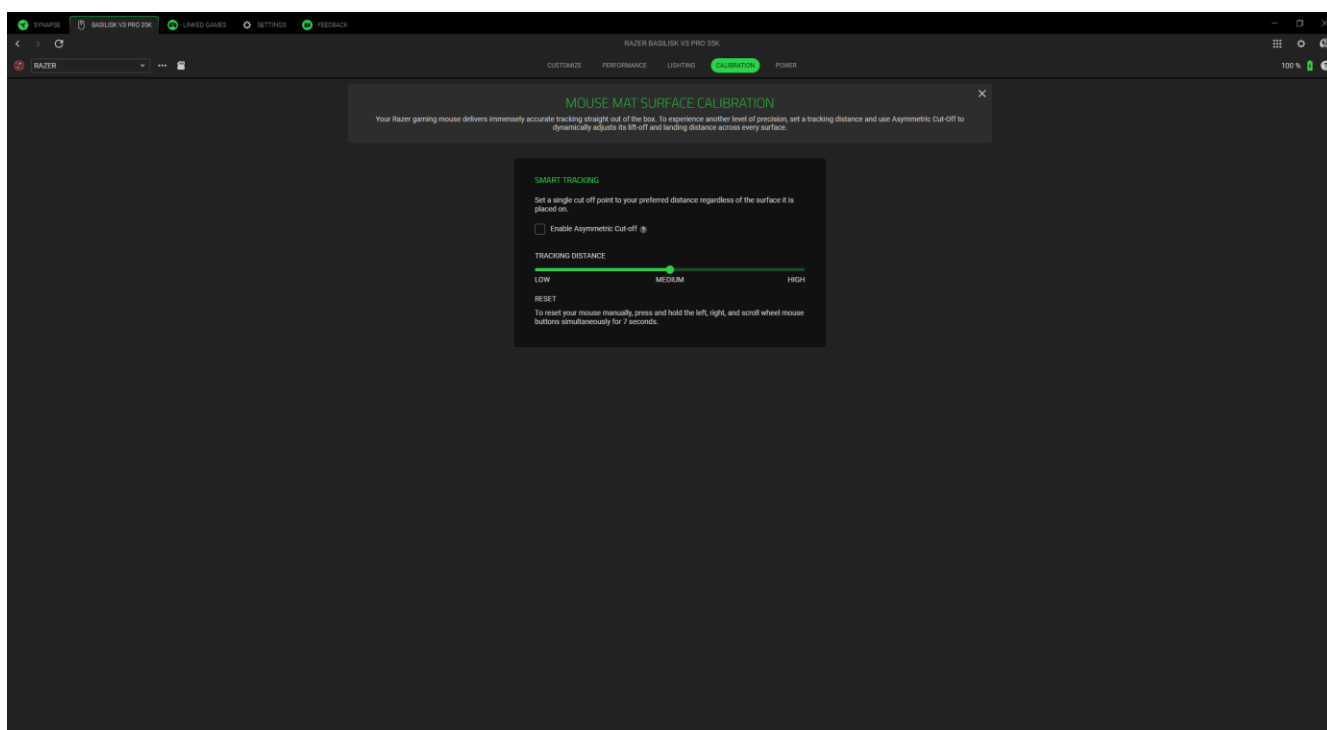 SYNAPSE BASILISK V3 PRO 35K LINKED GAMES SETTINGS FEEDBACK
RAZER BASILISK V3 PRO 35K
RAZER CUSTOMIZE PERFORMANCE LIGHTING CALIBRATION POWER 100 %
MOUSE MAT SURFACE CALIBRATION
Your Razer gaming mouse delivers immensely accurate tracking straight out of the box. To experience another level of precision, set a tracking distance and use Asymmetric Cut-Off to
dynamically adjusts its lift-off and landing distance across every surface.
SMART TRACKING
Set a single cut off point to your preferred distance regardless of the surface it is
placed on.
Enable Asymmetric Cut-off ?
TRACKING DISTANCE
LOW MEDIUM HIGH
RESET
To reset your mouse manually, press and hold the left, right, and scroll wheel mouse
buttons simultaneously for 7 seconds.